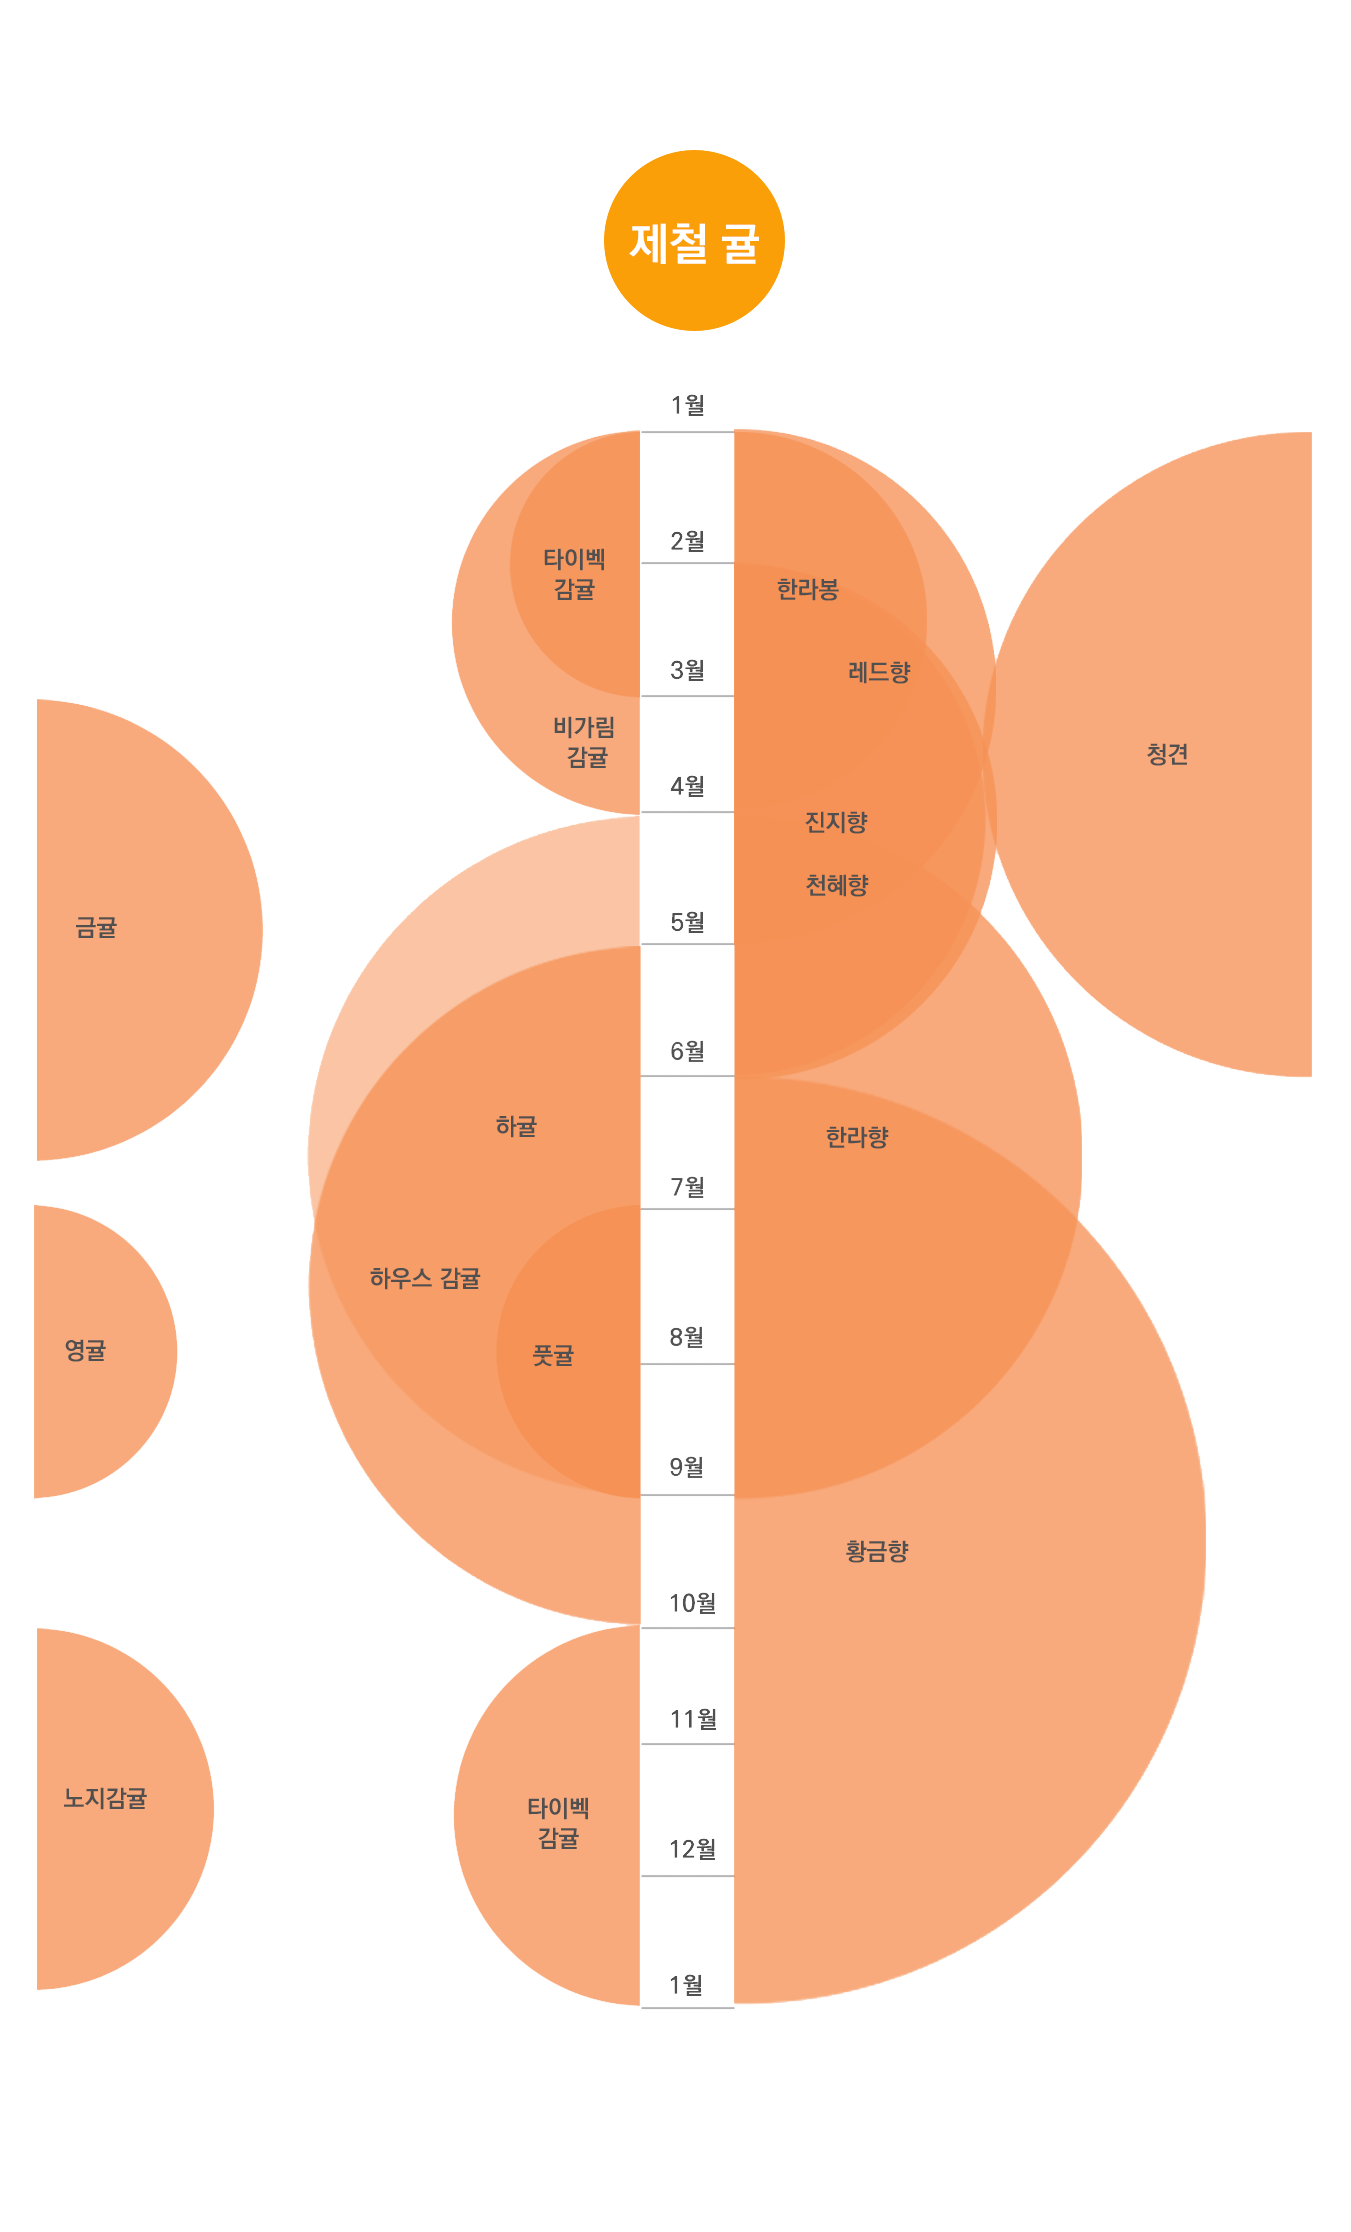 제철 귤
1월
2월
타이벡
감귤
한라봉
3월
레드향
비가림
감귤
청견
4월
진지향
천혜향
5월
금귤
6월
하귤
한라향
7월
하우스 감귤
8월
영귤
풋귤
9월
황금향
10월
11월
노지감귤
타이벡
감귤
12월
1월